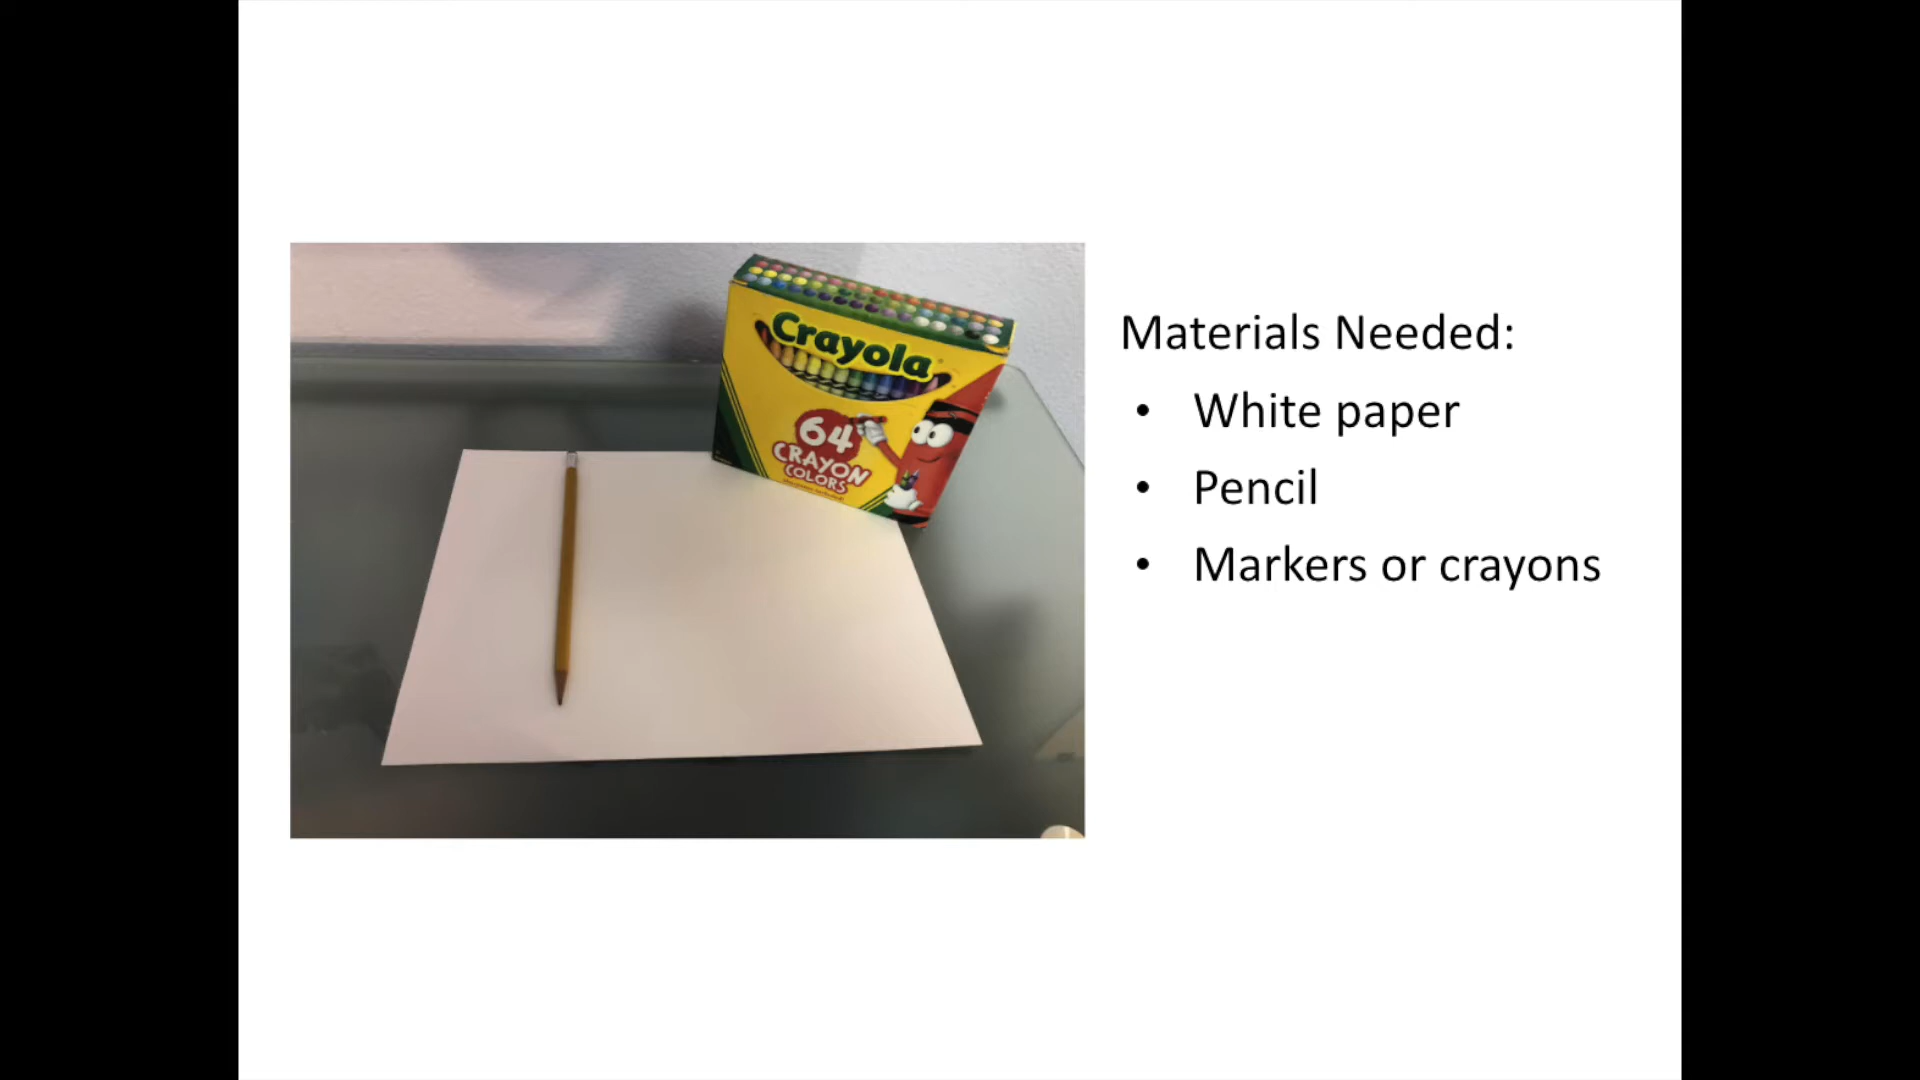 Crayola
64
CRAYON
COLORS
Materials Needed:
• White paper
• Pencil
• Markers or crayons